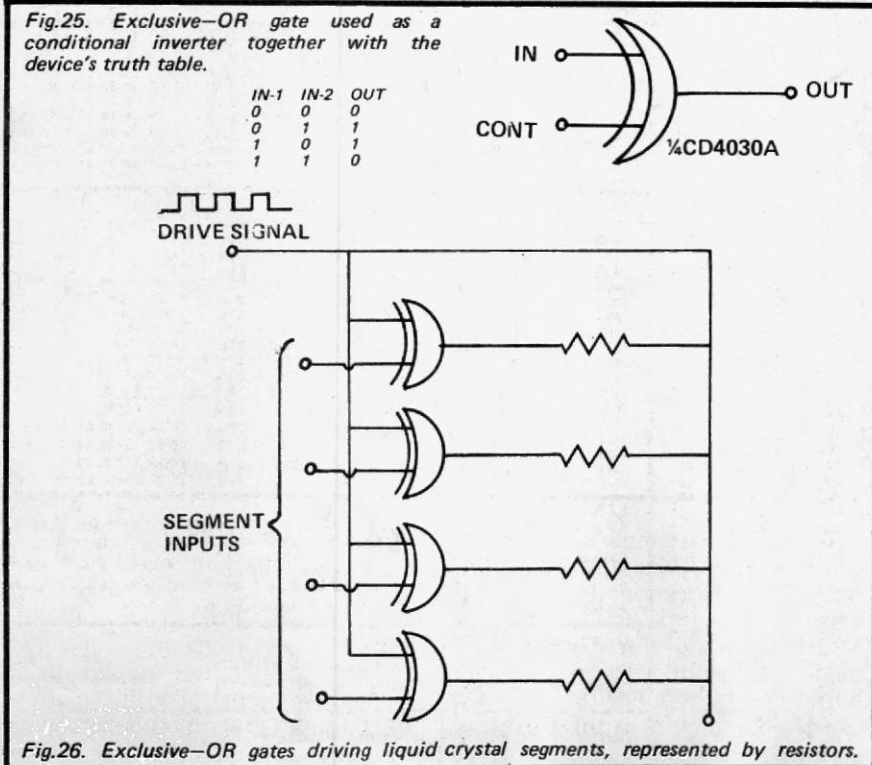 Fig.25. Exclusive—OR gate used as a
conditional inverter together with the
device's truth table.
IN-1 IN-2 OUT
0 0 0
0 1 1
1 0 1
1 1 0
IN
OUT
CONT
¼CD4030A
DRIVE SIGNAL
SEGMENT
INPUTS
Fig.26. Exclusive—OR gates driving liquid crystal segments, represented by resistors.